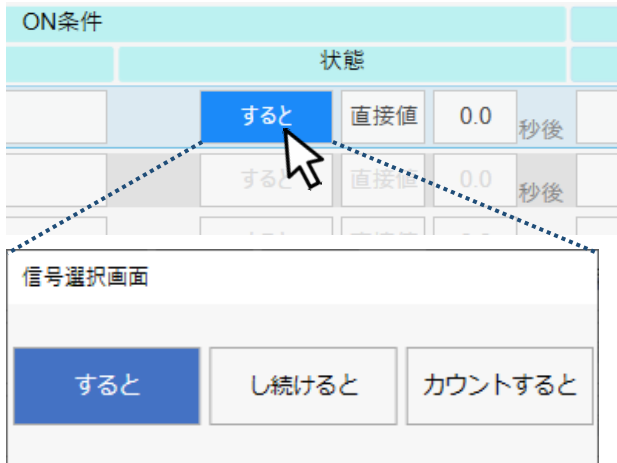 ON条件
状態
すると 直接値 0.0 秒後
すると 直接値 0.0 秒後
信号選択画面
すると し続けると カウントすると